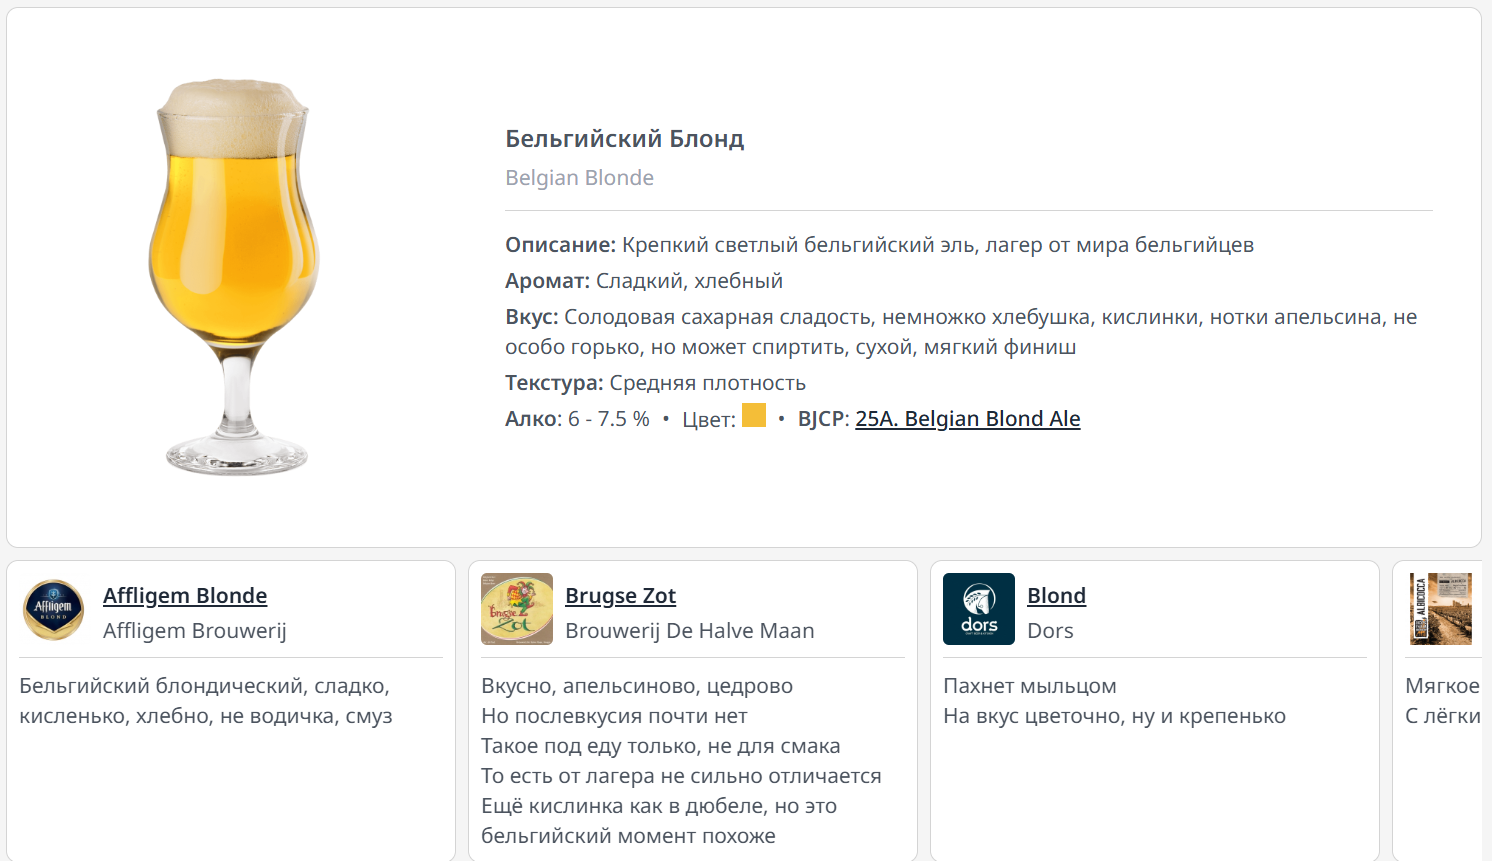 Бельгийский Блонд
Belgian Blonde
Описание: Крепкий светлый бельгийский эль, лагер от мира бельгийцев
Аромат: Сладкий, хлебный
Вкус: Солодовая сахарная сладость, немножко хлебушка, кислинки, нотки апельсина, не
особо горько, но может спиртить, сухой, мягкий финиш
Текстура: Средняя плотность
Алко: 6 - 7.5 % • Цвет: • BJCP: 25A. Belgian Blond Ale
Affligem
BLOND
Affligem Blonde
Affligem Brouwerij
Бельгийский блондический, сладко,
кисленько, хлебно, не водичка, смуз
Brugse
Zot
Brugse Zot
Brouwerij De Halve Maan
Вкусно, апельсиново, цедрово
Но послевкусия почти нет
Такое под еду только, не для смака
То есть от лагера не сильно отличается
Ещё кислинка как в дюбеле, но это
бельгийский момент похоже
dors
Blond
Dors
Пахнет мыльцом
На вкус цветочно, ну и крепенько
ALBICOCCA
Мягкое
С лёгки